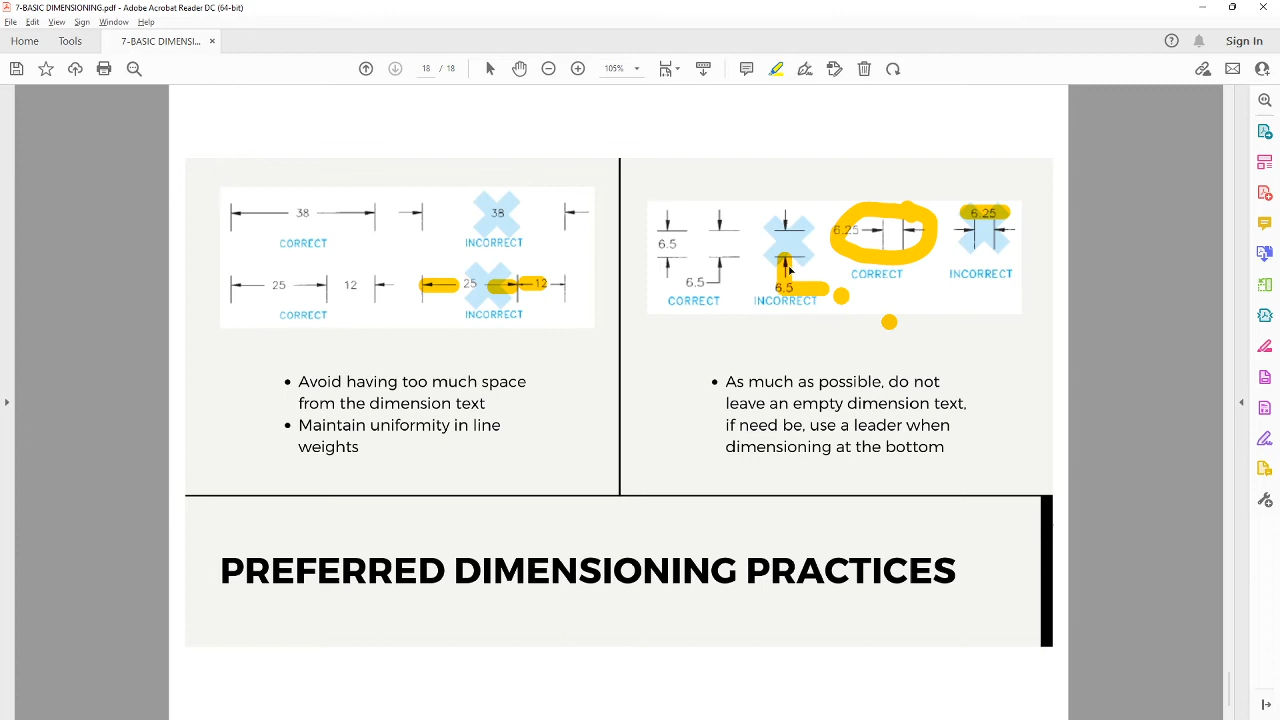 7-BASIC DIMENSIONING.pdf - Adobe Acrobat Reader DC (64-bit)
File Edit View Sign Window Help
Home Tools 7-BASIC DIMENSI... × Sign In
18 / 18 105%
38 38
CORRECT INCORRECT
25 12 25 12
CORRECT INCORRECT
6.5 6.25 6.25
6.5 6.5
CORRECT INCORRECT CORRECT INCORRECT
• Avoid having too much space
from the dimension text
• Maintain uniformity in line
weights
• As much as possible, do not
leave an empty dimension text,
if need be, use a leader when
dimensioning at the bottom
PREFERRED DIMENSIONING PRACTICES